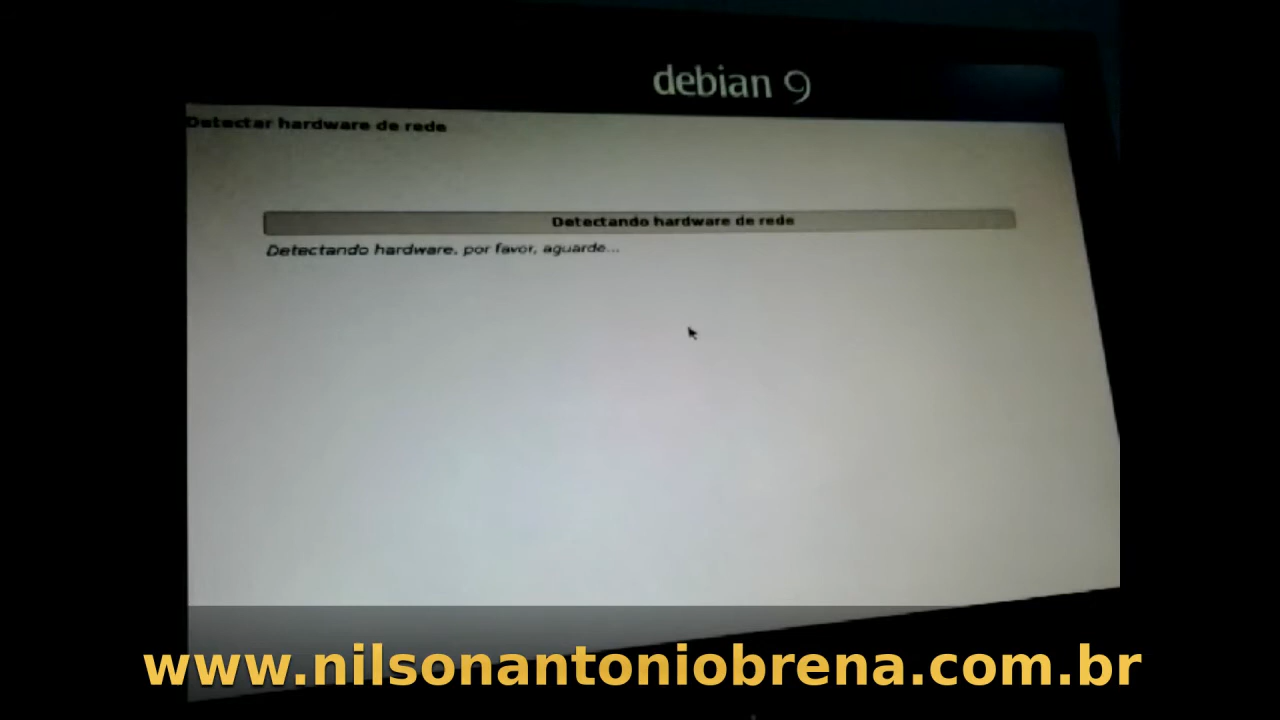 debian 9
Detectar hardware de rede
Detectando hardware de rede
Detectando hardware, por favor, aguarde...
www.nilsonantoniobrena.com.br